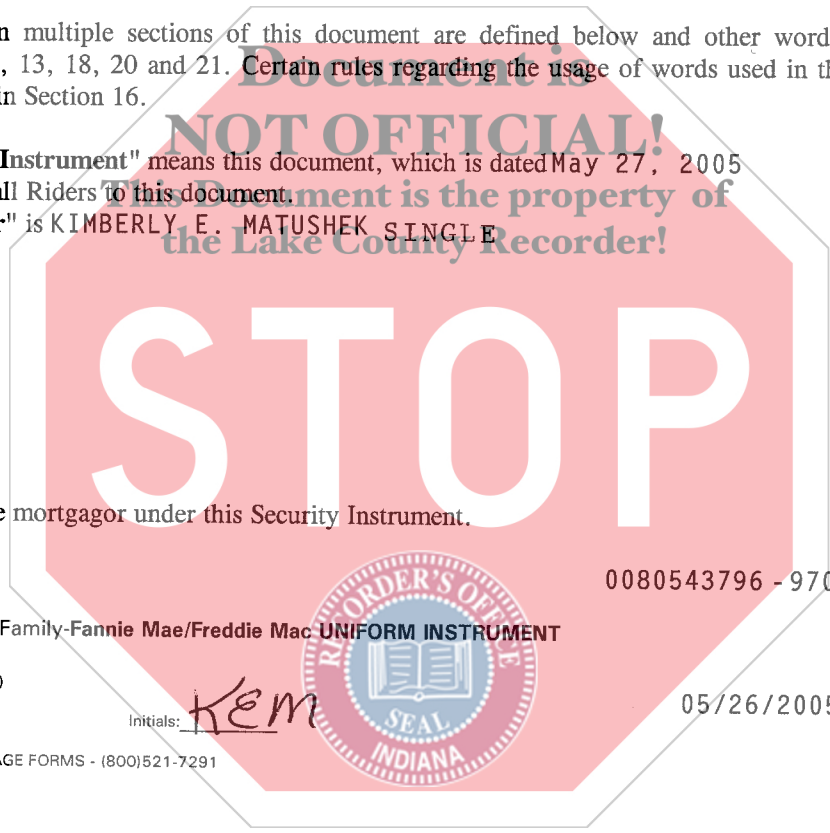 n multiple sections of this document are defined below and other word
, 13, 18, 20 and 21. Certain rules regarding the usage of words used in th
in Section 16.
Document is
NOT OFFICIAL!
This Document is the property of
the Lake County Recorder!
Instrument" means this document, which is dated May 27, 2005
all Riders to this document.
r" is KIMBERLY E. MATUSHEK SINGLE
STOP
e mortgagor under this Security Instrument.
0080543796 - 970
Family-Fannie Mae/Freddie Mac UNIFORM INSTRUMENT
)
Initials: KEM
05/26/2005
AGE FORMS - (800)521-7291
RECORDER'S OFFICE
SEAL
INDIANA